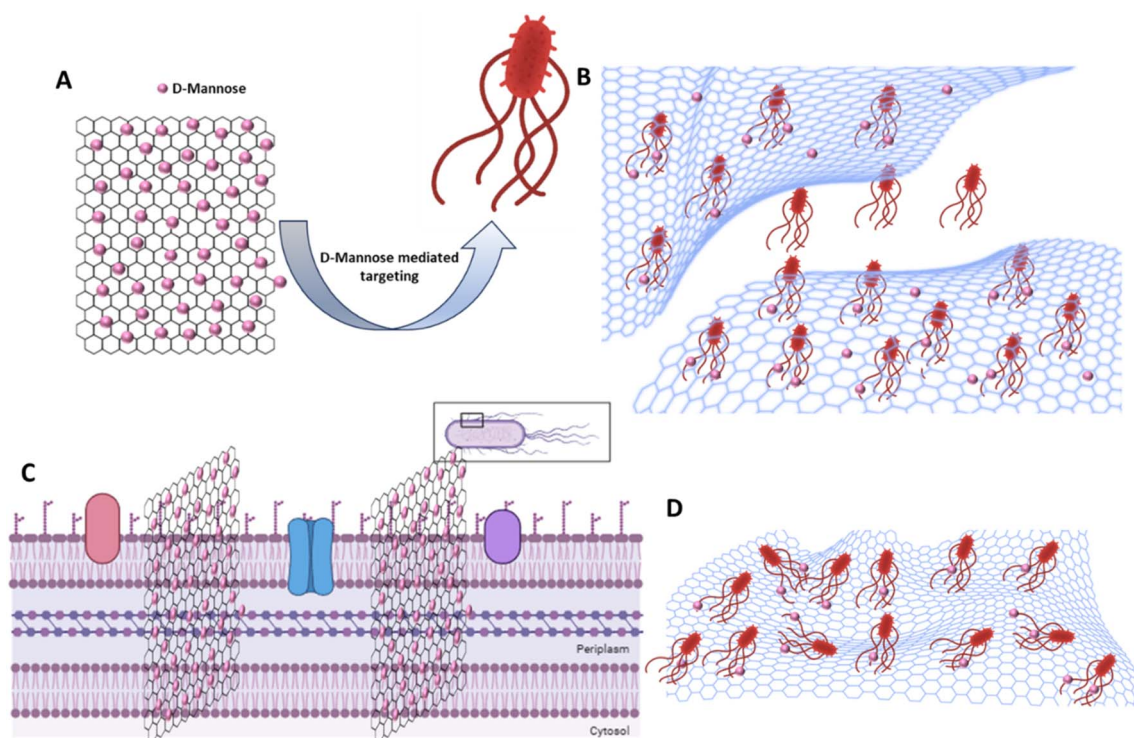 A
D-Mannose
D-Mannose mediated
targeting
B
C
Periplasm
Cytosol
D